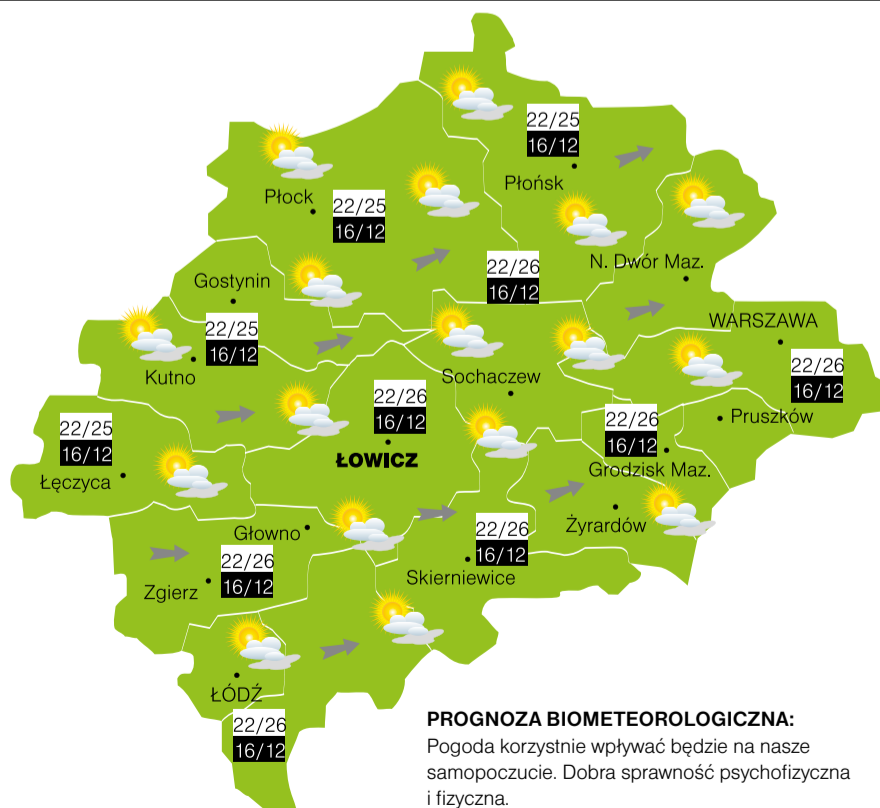 22/25
16/12
Płońsk
Płock
22/25
16/12
N. Dwór Maz.
22/26
16/12
Gostynin
22/25
16/12
WARSZAWA
22/26
16/12
Kutno
Sochaczew
22/26
16/12
ŁOWICZ
22/26
16/12
Pruszków
Grodzisk Maz.
22/25
16/12
Łęczyca
Głowno
Żyrardów
22/26
16/12
Skierniewice
22/26
16/12
Zgierz
ŁÓDŹ
22/26
16/12
PROGNOZA BIOMETEOROLOGICZNA:
Pogoda korzystnie wpływać będzie na nasze
samopoczucie. Dobra sprawność psychofizyczna
i fizyczna.